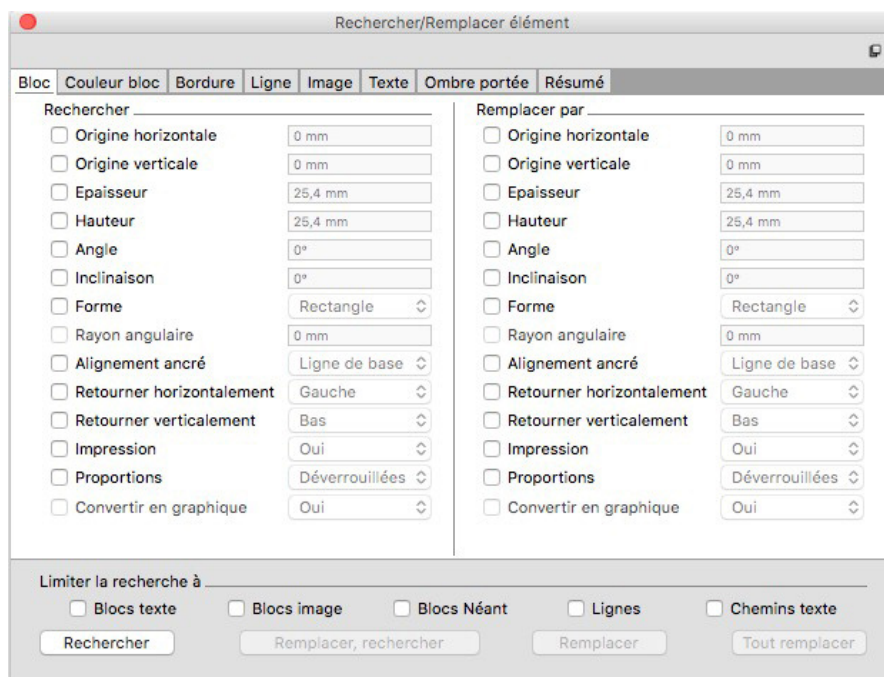 Rechercher/Remplacer élément
Bloc Couleur bloc Bordure Ligne Image Texte Ombre portée Résumé
Rechercher
Origine horizontale 0 mm
Origine verticale 0 mm
Epaisseur 25,4 mm
Hauteur 25,4 mm
Angle 0°
Inclinaison 0°
Forme Rectangle
Rayon angulaire 0 mm
Alignement ancré Ligne de base
Retourner horizontalement Gauche
Retourner verticalement Bas
Impression Oui
Proportions Déverrouillées
Convertir en graphique Oui
Remplacer par
Origine horizontale 0 mm
Origine verticale 0 mm
Epaisseur 25,4 mm
Hauteur 25,4 mm
Angle 0°
Inclinaison 0°
Forme Rectangle
Rayon angulaire 0 mm
Alignement ancré Ligne de base
Retourner horizontalement Gauche
Retourner verticalement Bas
Impression Oui
Proportions Déverrouillées
Convertir en graphique Oui
Limiter la recherche à
Blocs texte Blocs image Blocs Néant Lignes Chemins texte
Rechercher Remplacer, rechercher Remplacer Tout remplacer